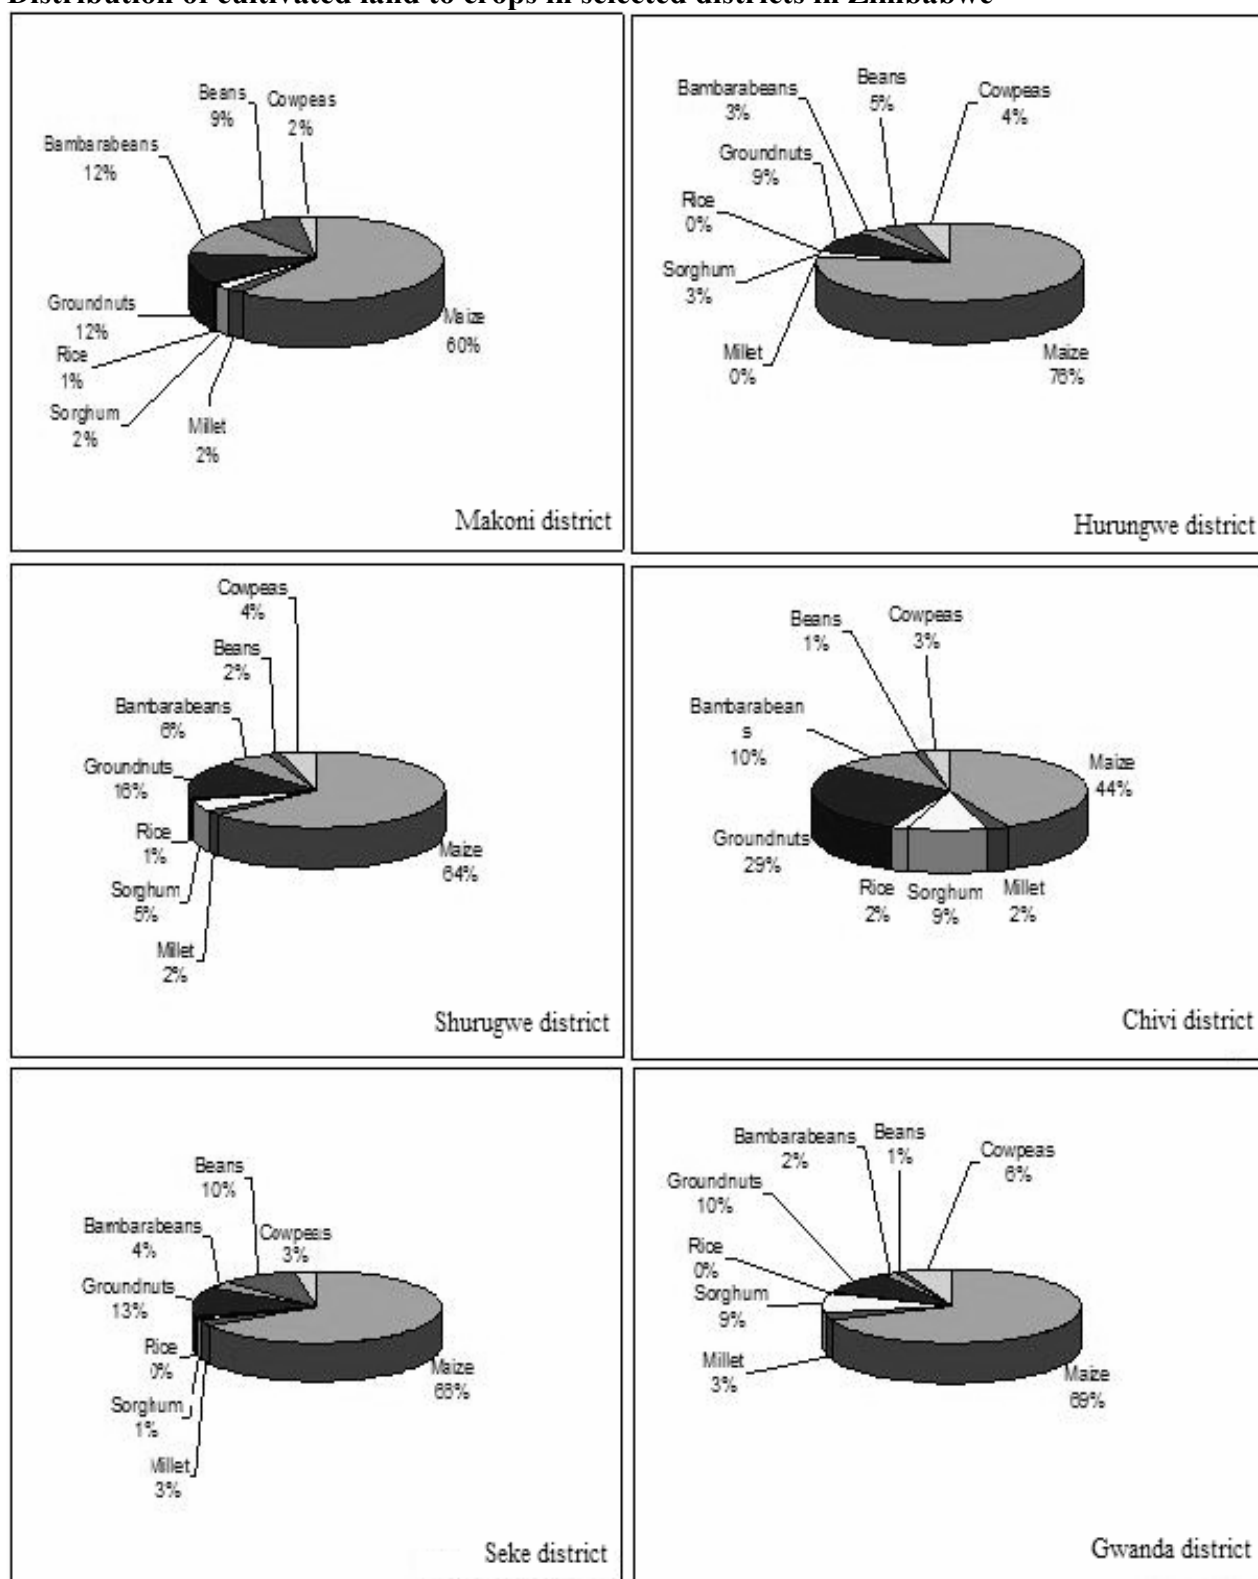 Distribution of cultivated land to crops in selected districts in Zimbabwe
Beans
9%
Cowpeas
2%
Bambarabeans
12%
Groundnuts
12%
Rice
1%
Sorghum
2%
Millet
2%
Maize
60%
Makoni district
Beans
5%
Bambarabeans
3%
Cowpeas
4%
Groundnuts
9%
Rice
0%
Sorghum
3%
Millet
0%
Maize
76%
Hurungwe district
Cowpeas
4%
Beans
2%
Bambarabeans
6%
Groundnuts
16%
Rice
1%
Sorghum
5%
Millet
2%
Maize
64%
Shurugwe district
Beans
1%
Cowpeas
3%
Bambarabean
s
10%
Maize
44%
Groundnuts
29%
Rice
2%
Sorghum
9%
Millet
2%
Chivi district
Beans
10%
Bambarabeans
4%
Cowpeas
3%
Groundnuts
13%
Rice
0%
Sorghum
1%
Millet
3%
Maize
66%
Seke district
Bambarabeans
2%
Beans
1%
Cowpeas
6%
Groundnuts
10%
Rice
0%
Sorghum
9%
Millet
3%
Maize
69%
Gwanda district